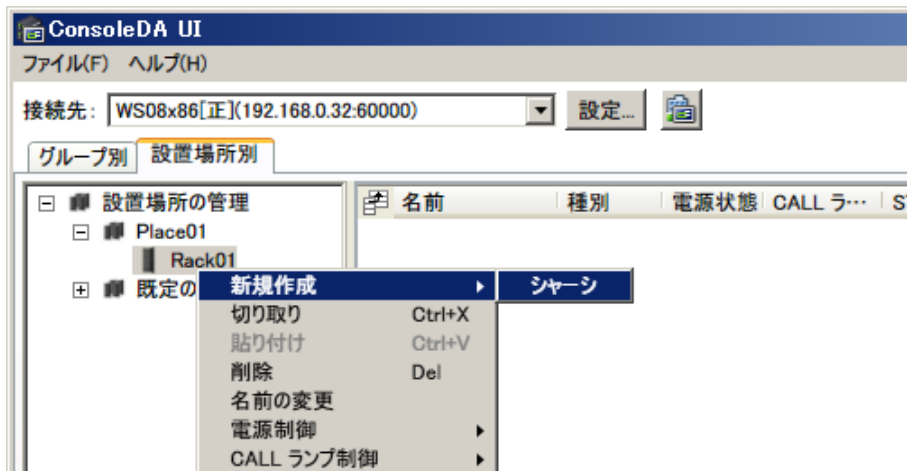 ConsoleDA UI
ファイル(F) ヘルプ(H)
接続先: WS08x86[正](192.168.0.32:60000) 設定...
グループ別 設置場所別
設置場所の管理 名前 種別 電源状態 CALL ラ… S
Place01
Rack01
既定の
新規作成 シャーシ
切り取り Ctrl+X
貼り付け Ctrl+V
削除 Del
名前の変更
電源制御
CALL ランプ制御